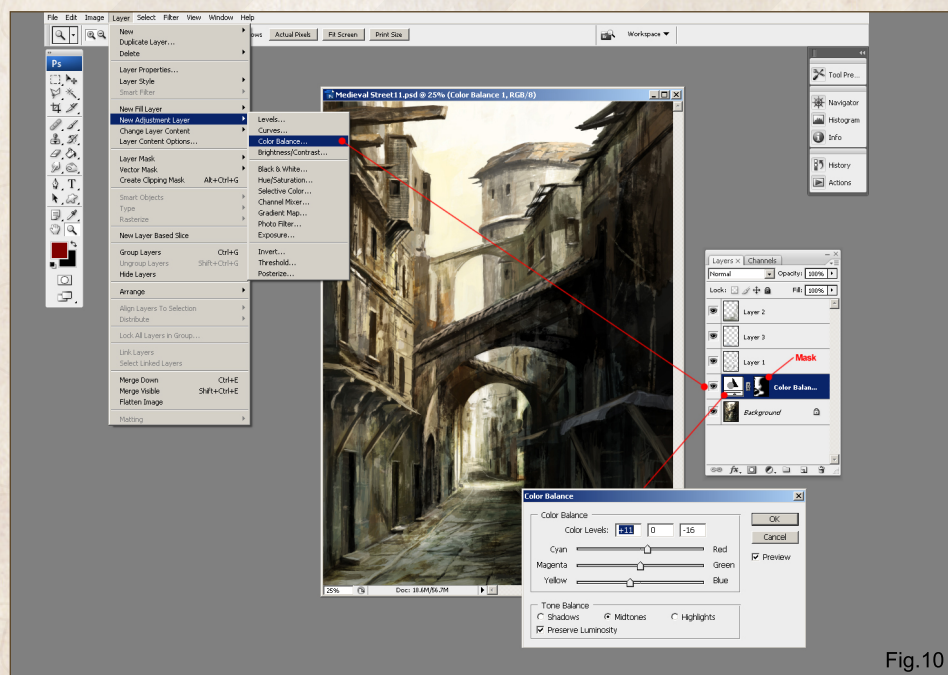 File Edit Image Layer Select Filter View Window Help
Actual Pixels Fit Screen Print Size
Workspace
Ps
New
Duplicate Layer...
Delete
Layer Properties...
Layer Style
Smart Filter
New Fill Layer
New Adjustment Layer
Change Layer Content
Layer Content Options...
Layer Mask
Vector Mask
Create Clipping Mask Alt+Ctrl+G
Smart Objects
Type
Rasterize
New Layer Based Slice
Group Layers Ctrl+G
Ungroup Layers Shift+Ctrl+G
Hide Layers
Arrange
Align Layers To Selection
Distribute
Lock All Layers in Group...
Link Layers
Select Linked Layers
Merge Down Ctrl+E
Merge Visible Shift+Ctrl+E
Flatten Image
Matting
Levels...
Curves...
Color Balance...
Brightness/Contrast...
Black & White...
Hue/Saturation...
Selective Color...
Channel Mixer...
Gradient Map...
Photo Filter...
Exposure...
Invert...
Threshold...
Posterize...
Medieval Street11.psd @ 25% (Color Balance 1, RGB/8)
25% Doc: 18.6M/56.7M
Tool Pre...
Navigator
Histogram
Info
History
Actions
Layers x Channels
Normal Opacity: 100%
Lock: Fill: 100%
Layer 2
Layer 3
Layer 1
Mask
Color Balan...
Background
fx.
Color Balance
Color Balance
Color Levels: +11 0 -16
Cyan Red
Magenta Green
Yellow Blue
Tone Balance
Shadows Midtones Highlights
Preserve Luminosity
OK
Cancel
Preview
Fig.10